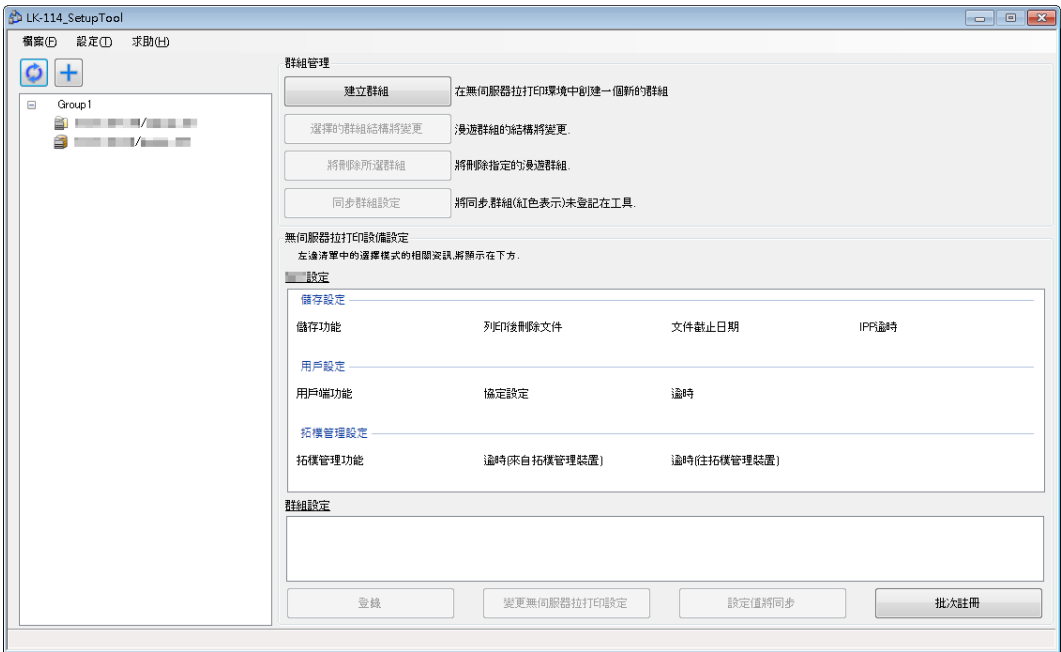 LK-114_SetupTool
檔案(F) 設定(T) 求助(H)
群組管理
建立群組 在無伺服器拉打印環境中創建一個新的群組
選擇的群組結構將變更 漫遊群組的結構將變更.
將刪除所選群組 將刪除指定的漫遊群組.
同步群組設定 將同步.群組(紅色表示)未登記在工具.
Group1
無伺服器拉打印設備設定
左邊清單中的選擇模式的相關資訊.將顯示在下方.
設定
儲存設定
儲存功能 列印後刪除文件 文件截止日期 IPP逾時
用戶設定
用戶端功能 協定設定 逾時
拓樸管理設定
拓樸管理功能 逾時(來自拓樸管理裝置) 逾時(往拓樸管理裝置)
群組設定
登錄 變更無伺服器拉打印設定 設定值將同步 批次註冊